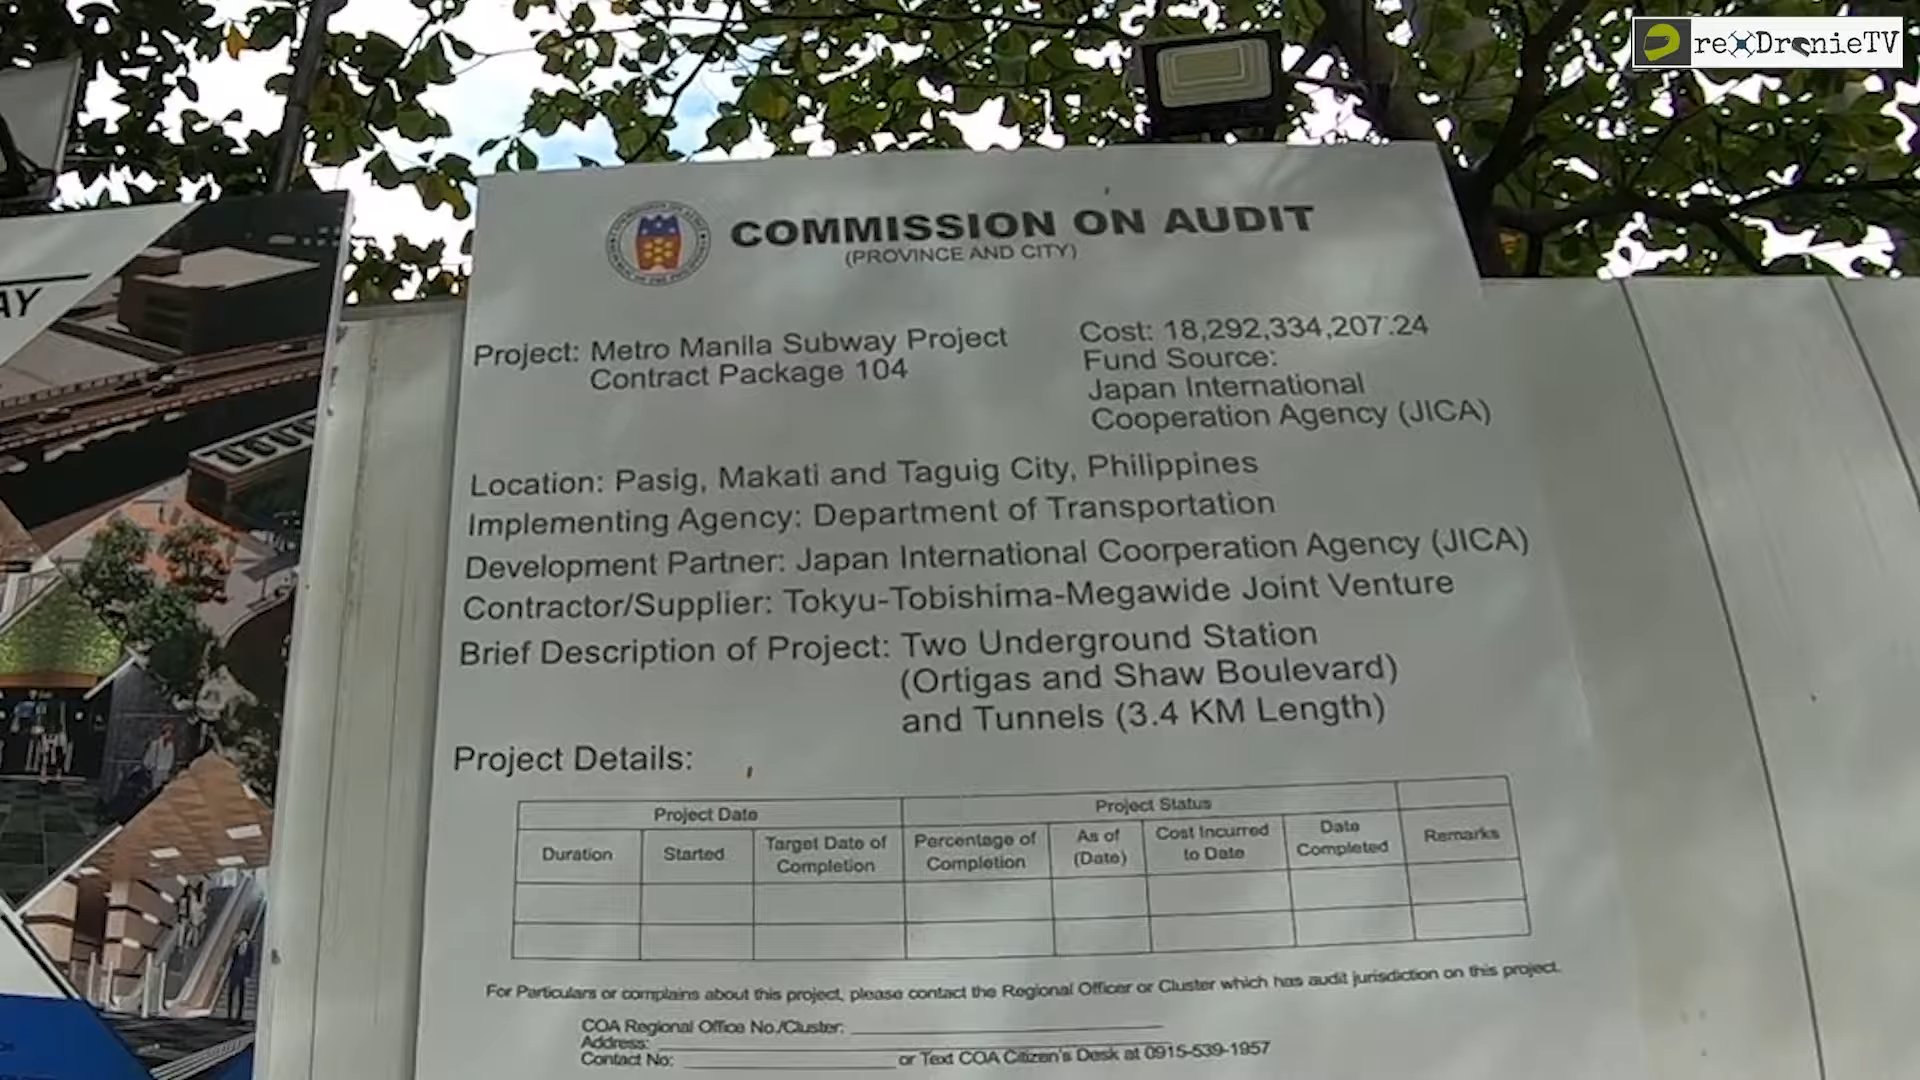 rexDronieTV
AY
COMMISSION ON AUDIT
(PROVINCE AND CITY)
Project: Metro Manila Subway Project
Contract Package 104
Cost: 18,292,334,207.24
Fund Source:
Japan International
Cooperation Agency (JICA)
Location: Pasig, Makati and Taguig City, Philippines
Implementing Agency: Department of Transportation
Development Partner: Japan International Coorperation Agency (JICA)
Contractor/Supplier: Tokyu-Tobishima-Megawide Joint Venture
Brief Description of Project: Two Underground Station
(Ortigas and Shaw Boulevard)
and Tunnels (3.4 KM Length)
Project Details:
Project Date
Project Status
Duration
Started
Target Date of
Completion
Percentage of
Completion
As of
(Date)
Cost Incurred
to Date
Date
Completed
Remarks
For Particulars or complains about this project, please contact the Regional Officer or Cluster which has audit jurisdiction on this project.
COA Regional Office No./Cluster:
Address:
Contact No: or Text COA Citizen's Desk at 0915-539-1957